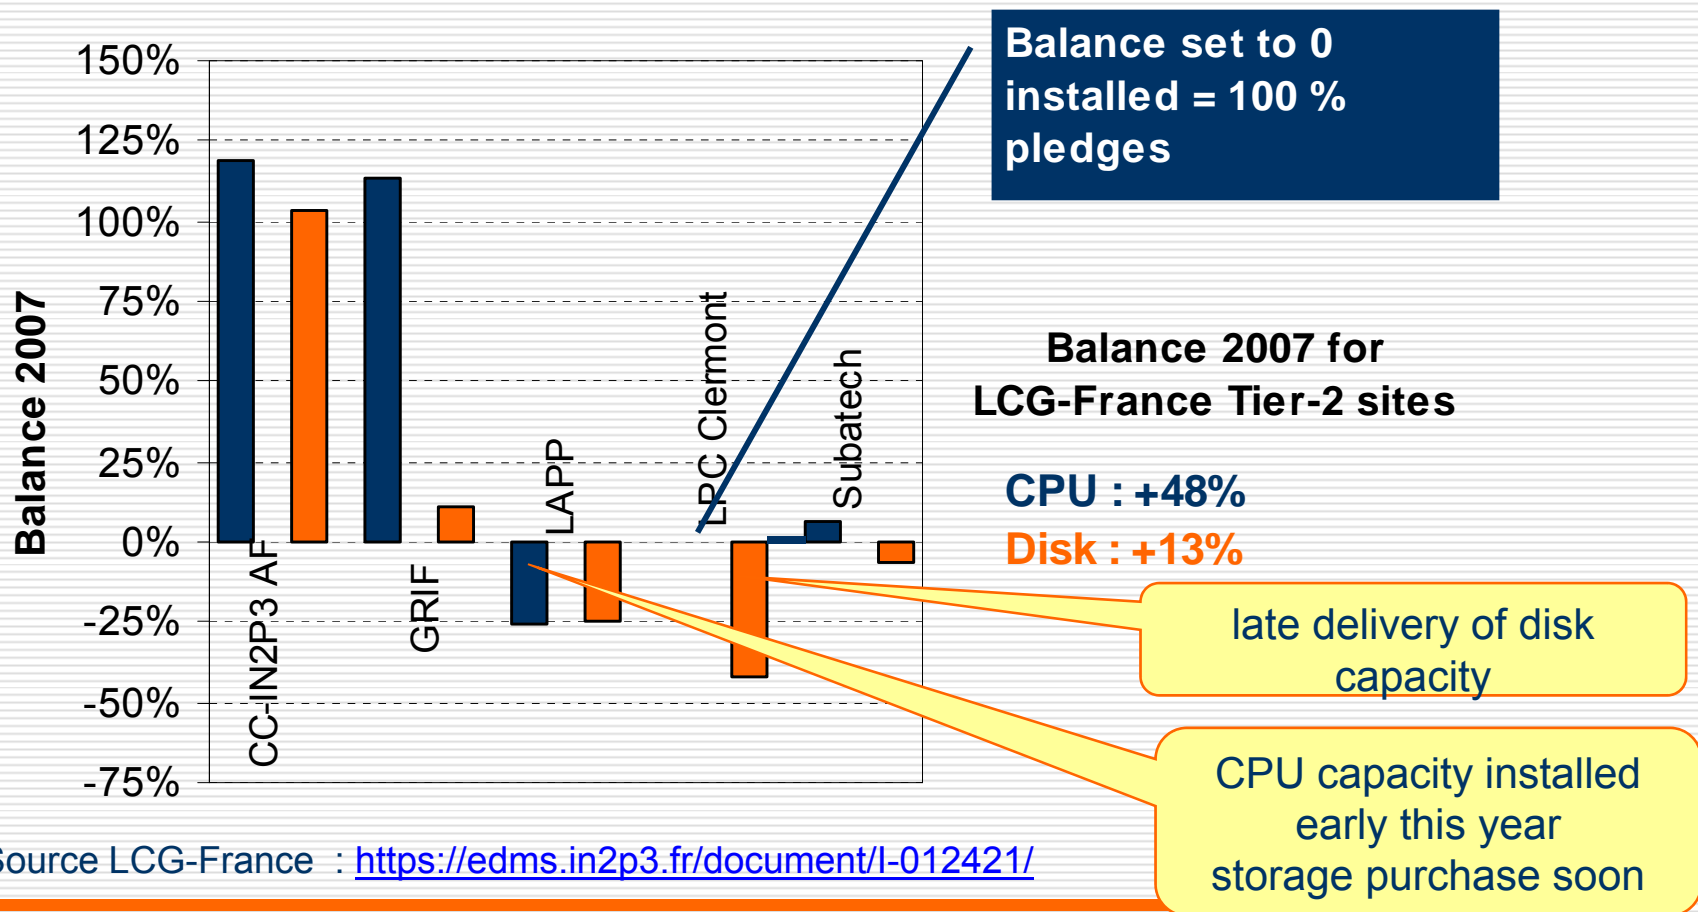 150%
125%
100%
75%
50%
25%
0%
-25%
-50%
-75%
Balance 2007
CC-IN2P3 AF
GRIF
LAPP
LPC Clermont
Subatech
Balance set to 0
installed = 100 %
pledges
Balance 2007 for
LCG-France Tier-2 sites
CPU : +48%
Disk : +13%
late delivery of disk
capacity
CPU capacity installed
early this year
storage purchase soon
Source LCG-France : https://edms.in2p3.fr/document/I-012421/